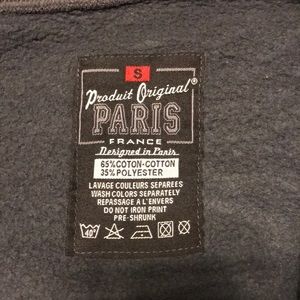 S
Produit Original®
PARIS
FRANCE
Designed in Paris
65% COTON-COTTON
35% POLYESTER
LAVAGE COULEURS SEPAREES
WASH COLORS SEPARATELY
REPASSAGE A L'ENVERS
DO NOT IRON PRINT
PRE-SHRUNK
40°